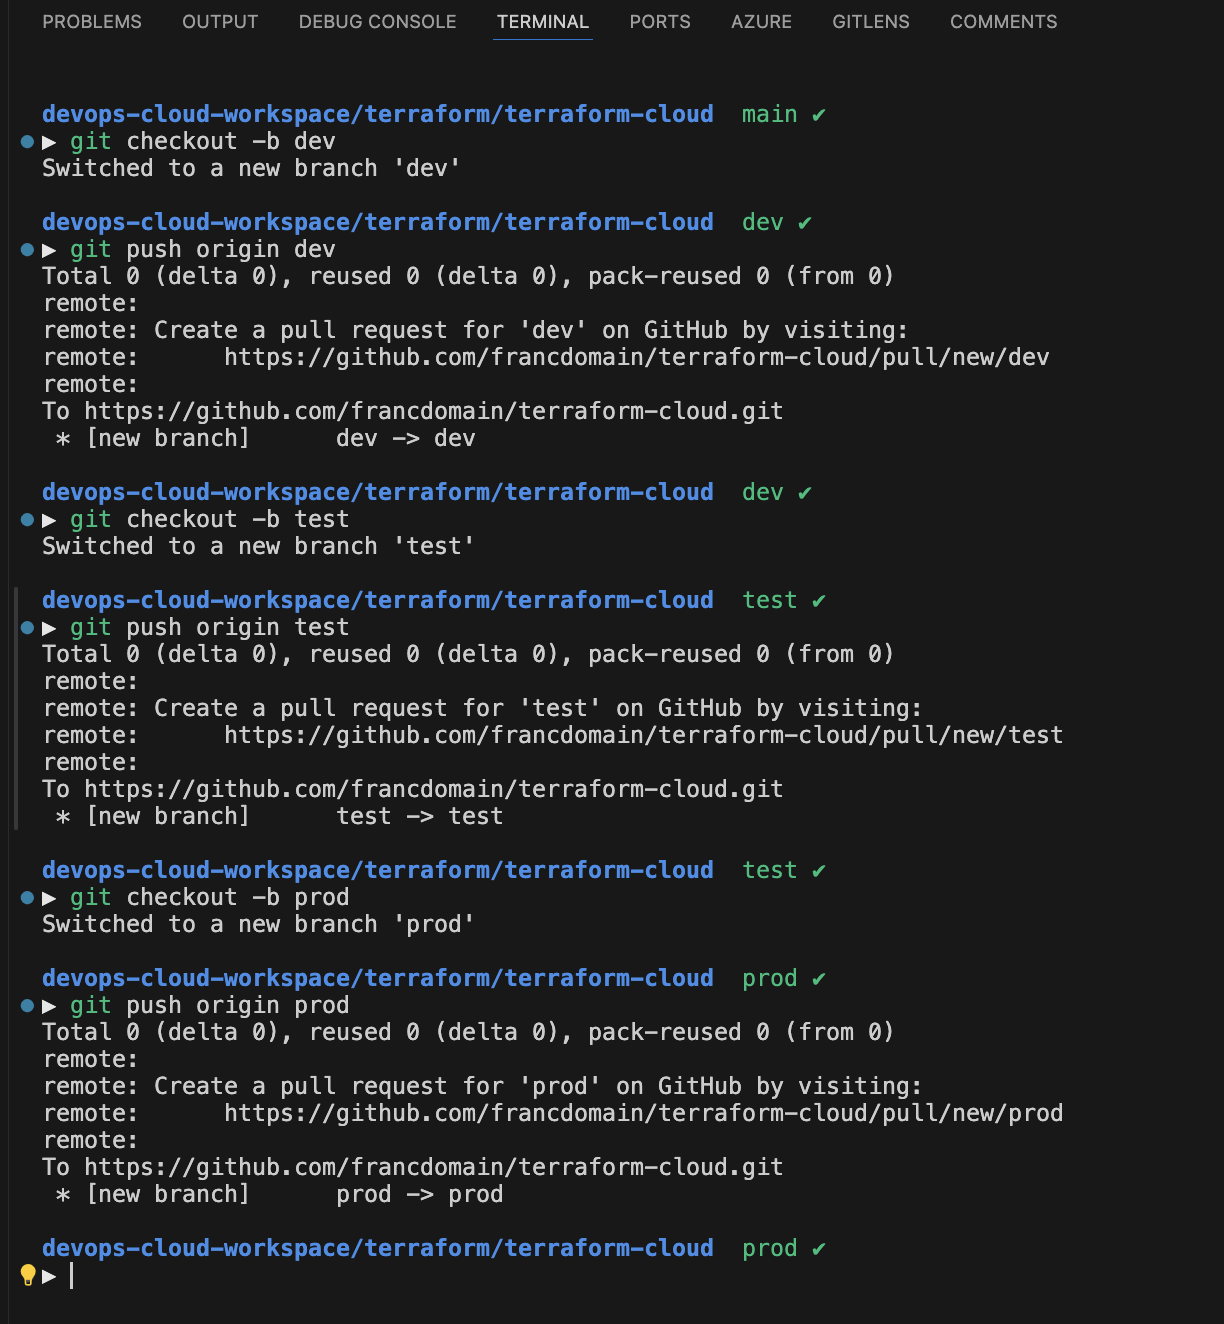 PROBLEMS OUTPUT DEBUG CONSOLE TERMINAL PORTS AZURE GITLENS COMMENTS
devops-cloud-workspace/terraform/terraform-cloud main ✔
▶ git checkout -b dev
Switched to a new branch 'dev'
devops-cloud-workspace/terraform/terraform-cloud dev ✔
▶ git push origin dev
Total 0 (delta 0), reused 0 (delta 0), pack-reused 0 (from 0)
remote:
remote: Create a pull request for 'dev' on GitHub by visiting:
remote:      https://github.com/francdomain/terraform-cloud/pull/new/dev
remote:
To https://github.com/francdomain/terraform-cloud.git
 * [new branch]      dev -> dev
devops-cloud-workspace/terraform/terraform-cloud dev ✔
▶ git checkout -b test
Switched to a new branch 'test'
devops-cloud-workspace/terraform/terraform-cloud test ✔
▶ git push origin test
Total 0 (delta 0), reused 0 (delta 0), pack-reused 0 (from 0)
remote:
remote: Create a pull request for 'test' on GitHub by visiting:
remote:      https://github.com/francdomain/terraform-cloud/pull/new/test
remote:
To https://github.com/francdomain/terraform-cloud.git
 * [new branch]      test -> test
devops-cloud-workspace/terraform/terraform-cloud test ✔
▶ git checkout -b prod
Switched to a new branch 'prod'
devops-cloud-workspace/terraform/terraform-cloud prod ✔
▶ git push origin prod
Total 0 (delta 0), reused 0 (delta 0), pack-reused 0 (from 0)
remote:
remote: Create a pull request for 'prod' on GitHub by visiting:
remote:      https://github.com/francdomain/terraform-cloud/pull/new/prod
remote:
To https://github.com/francdomain/terraform-cloud.git
 * [new branch]      prod -> prod
devops-cloud-workspace/terraform/terraform-cloud prod ✔
▶